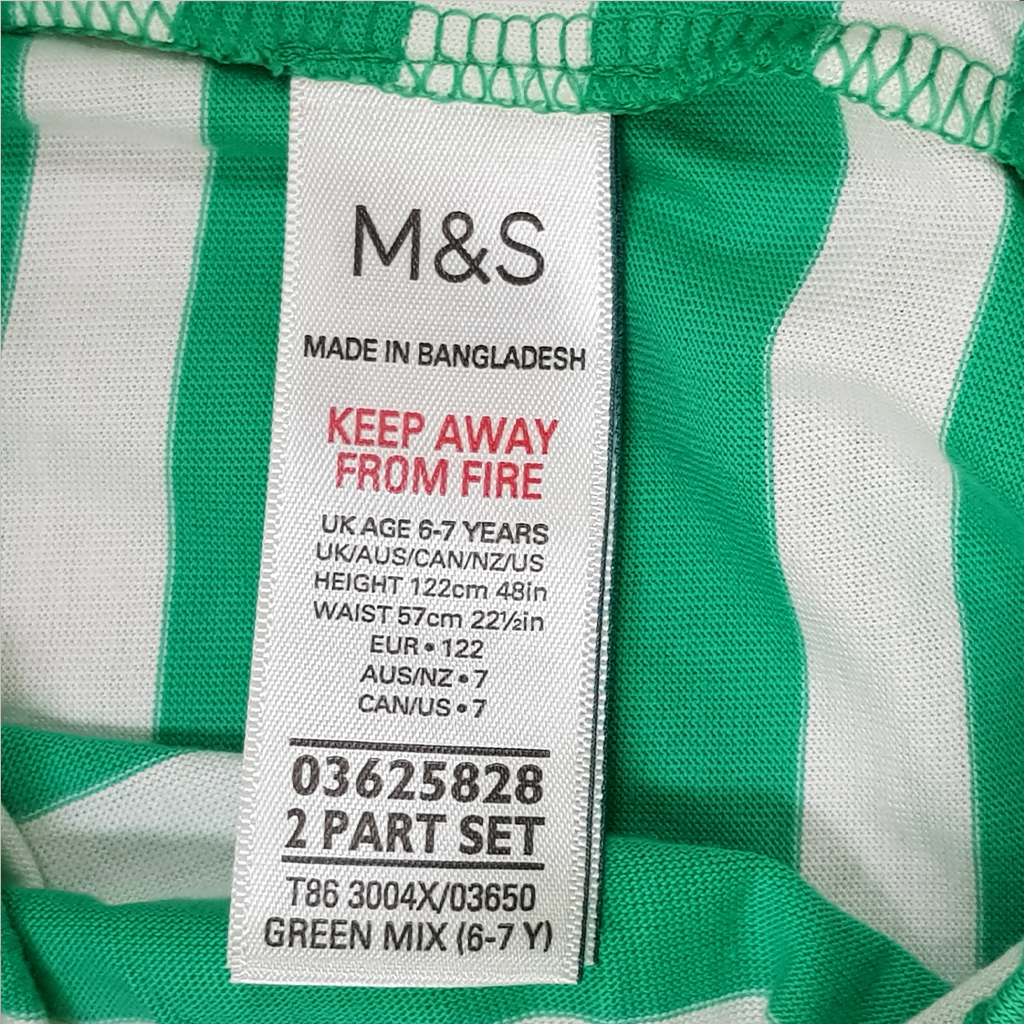 M&S
MADE IN BANGLADESH
KEEP AWAY
FROM FIRE
UK AGE 6-7 YEARS
UK/AUS/CAN/NZ/US
HEIGHT 122cm 48in
WAIST 57cm 22½in
EUR • 122
AUS/NZ • 7
CAN/US • 7
03625828
2 PART SET
T86 3004X/03650
GREEN MIX (6-7 Y)